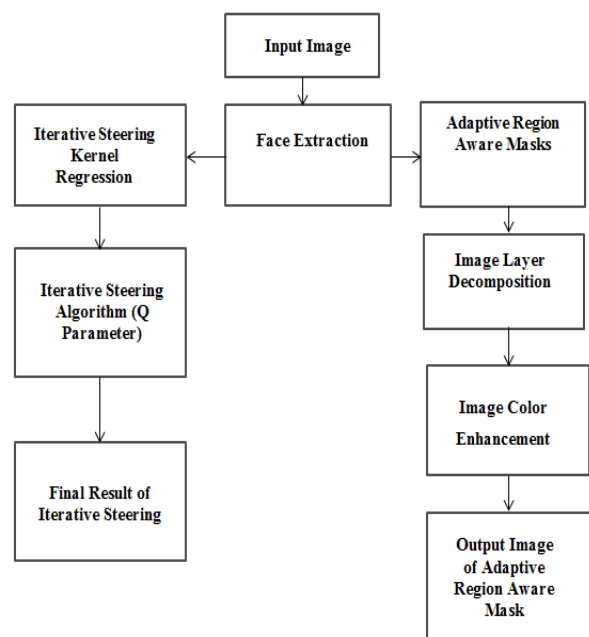 Input Image
Iterative Steering
Kernel
Regression
Face Extraction
Adaptive Region
Aware Masks
Iterative Steering
Algorithm (Q
Parameter)
Image Layer
Decomposition
Image Color
Enhancement
Final Result of
Iterative Steering
Output Image
of Adaptive
Region Aware
Mask